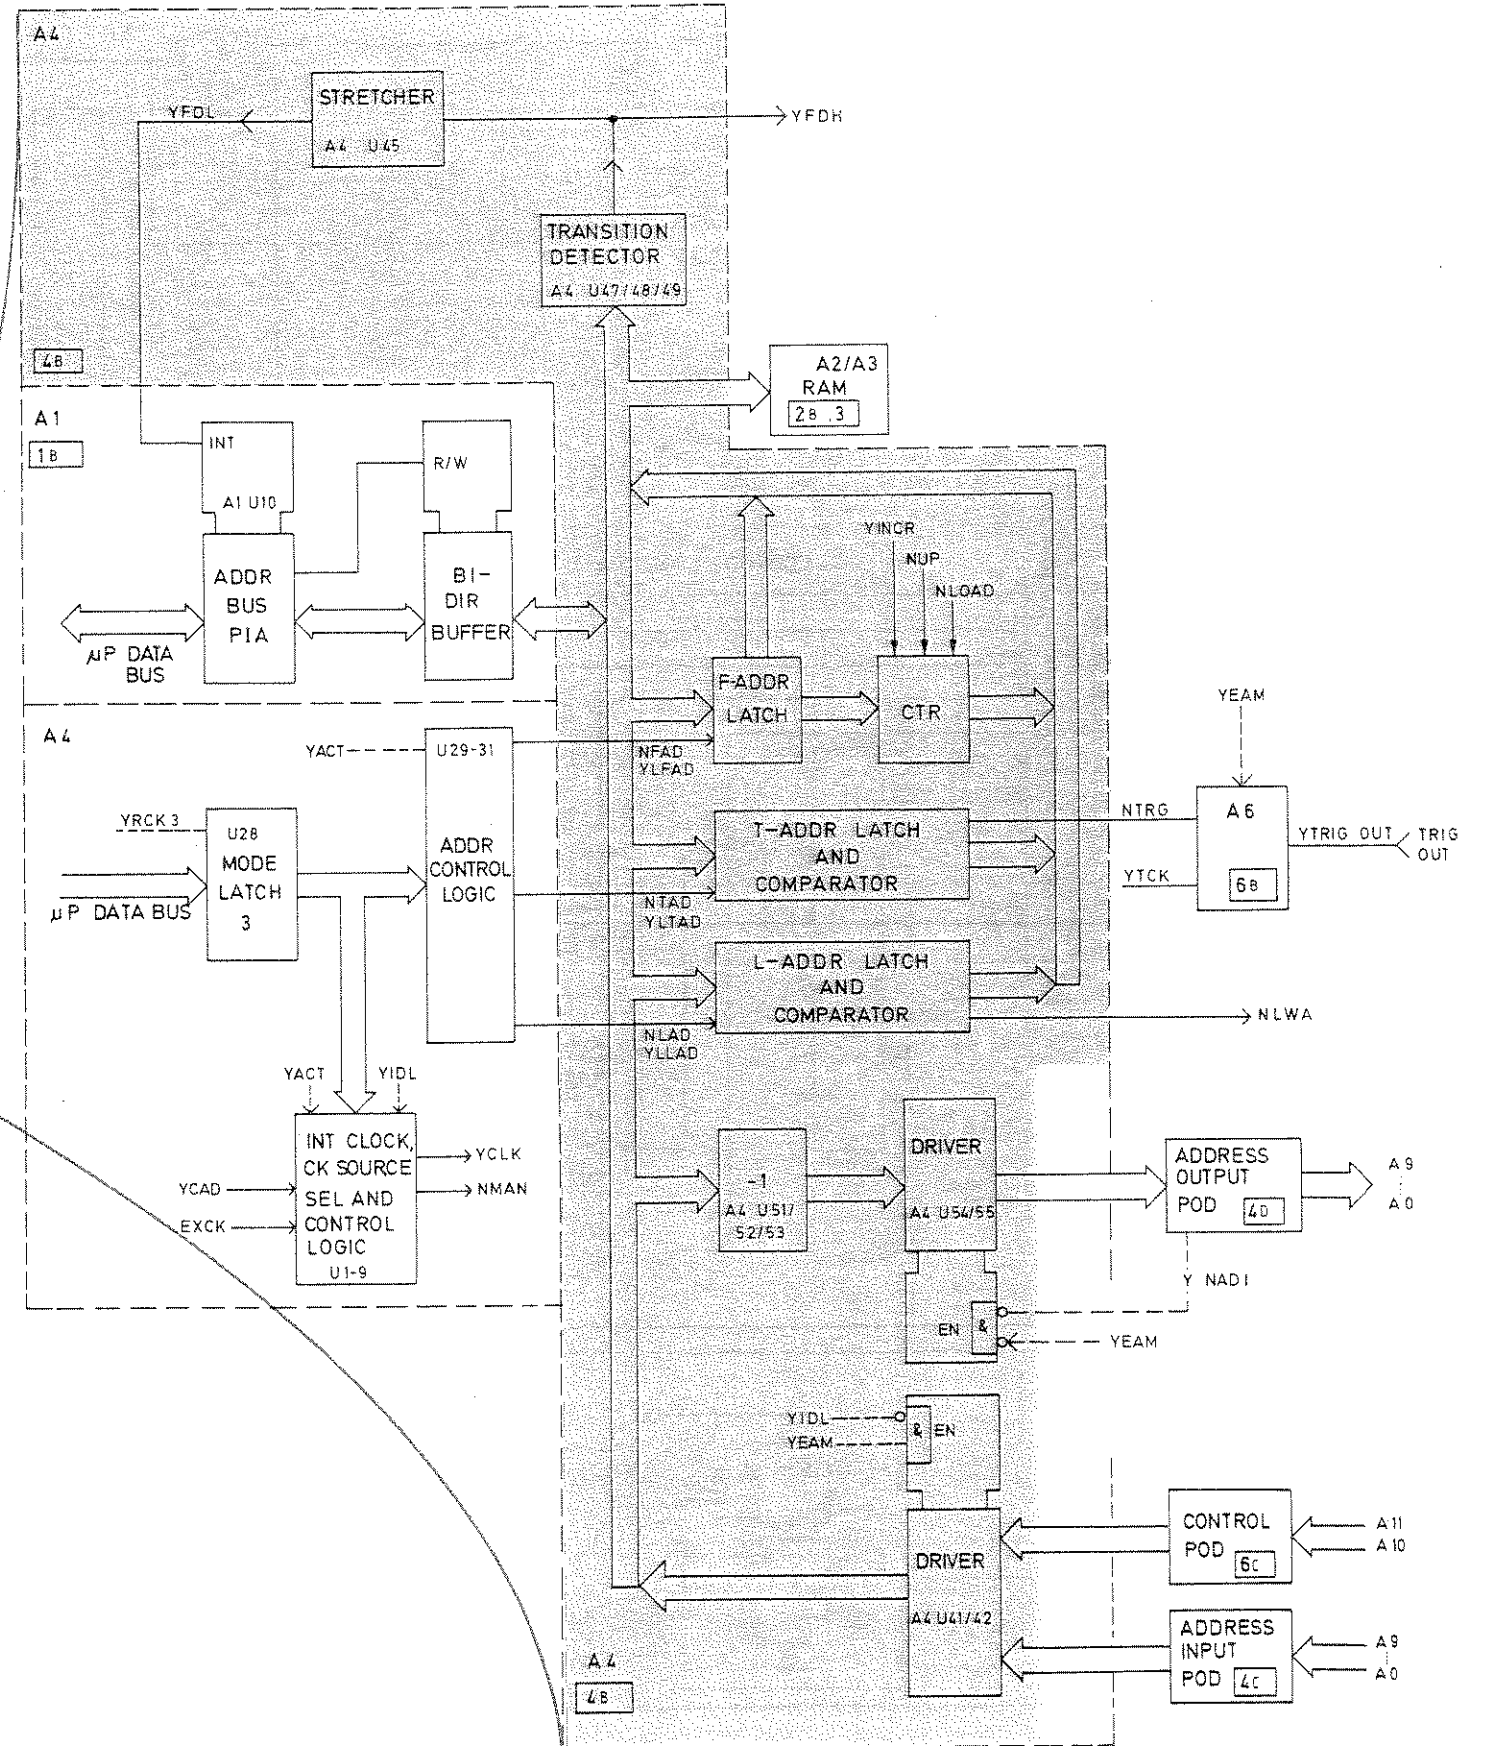 A4
STRETCHER
A4 U45
YFDL
YFDH
TRANSITION
DETECTOR
A4 U47/48/49
4B
A2/A3
RAM
2B.3
A1
1B
INT
A1 U10
R/W
ADDR
BUS
PIA
BI-
DIR
BUFFER
μP DATA
BUS
YINCR
NUP
NLOAD
F-ADDR
LATCH
CTR
A4
YACT
U29-31
ADDR
CONTROL
LOGIC
NFAD
YLFAD
YRCK3
U28
MODE
LATCH
3
μP DATA BUS
T-ADDR LATCH
AND
COMPARATOR
NTAD
YLTAD
NTRG
YEAM
A6
6B
YTCK
YTRIG OUT
TRIG
OUT
L-ADDR LATCH
AND
COMPARATOR
NLAD
YLLAD
NLWA
YACT
YIDL
INT CLOCK,
CK SOURCE
SEL AND
CONTROL
LOGIC
U1-9
YCAD
EXCK
YCLK
NMAN
-1
A4 U51/
52/53
DRIVER
A4 U54/55
EN &
ADDRESS
OUTPUT
POD 4D
A9
A0
Y NADI
YEAM
YIDL
YEAM
& EN
DRIVER
A4 U41/42
CONTROL
POD 6C
A11
A10
ADDRESS
INPUT
POD 4C
A9
A0
A4
4B